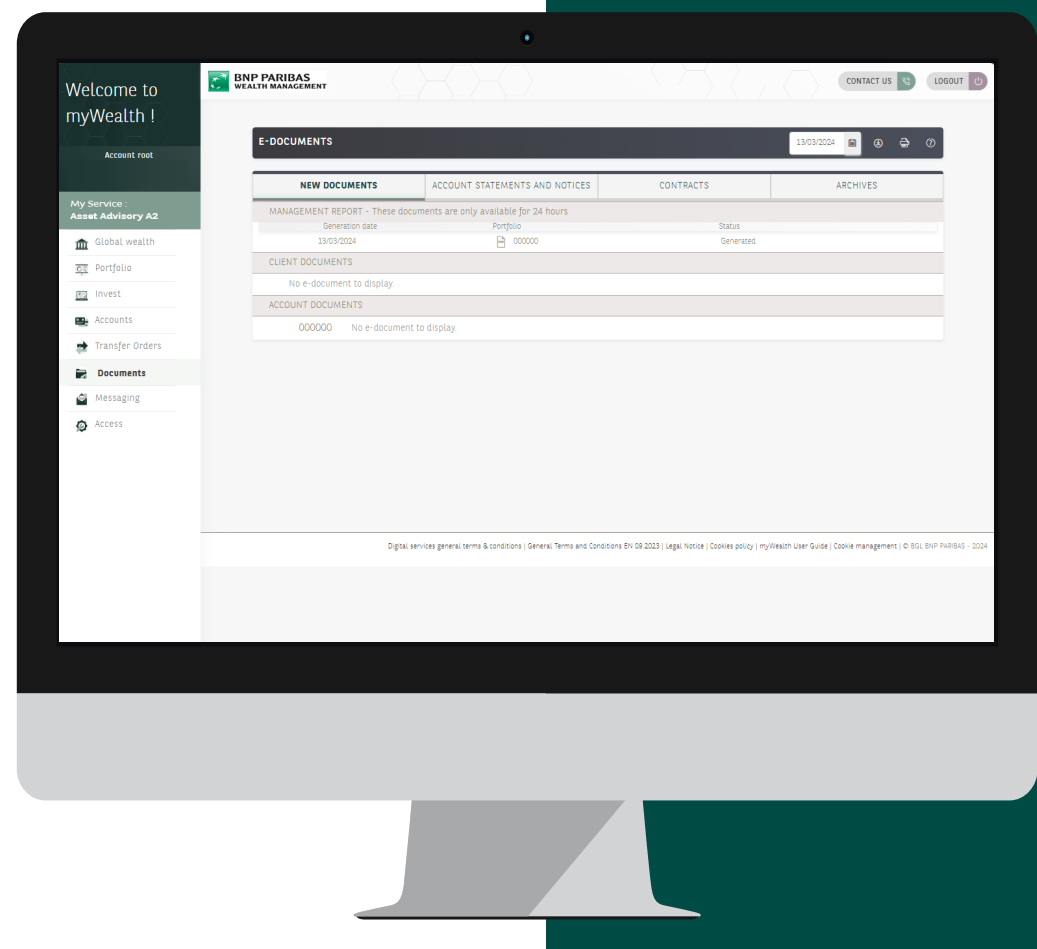 Welcome to
myWealth !
Account root
My Service :
Asset Advisory A2
Global wealth
Portfolio
Invest
Accounts
Transfer Orders
Documents
Messaging
Access
BNP PARIBAS
WEALTH MANAGEMENT
CONTACT US
LOGOUT
E-DOCUMENTS
13/03/2024
NEW DOCUMENTS ACCOUNT STATEMENTS AND NOTICES CONTRACTS ARCHIVES
MANAGEMENT REPORT - These documents are only available for 24 hours
Generation date Portfolio Status
13/03/2024 000000 Generated
CLIENT DOCUMENTS
No e-document to display.
ACCOUNT DOCUMENTS
000000 No e-document to display.
Digital services general terms & conditions | General Terms and Conditions EN 09.2023 | Legal Notice | Cookies policy | myWealth User Guide | Cookie management | © BGL BNP PARIBAS - 2024